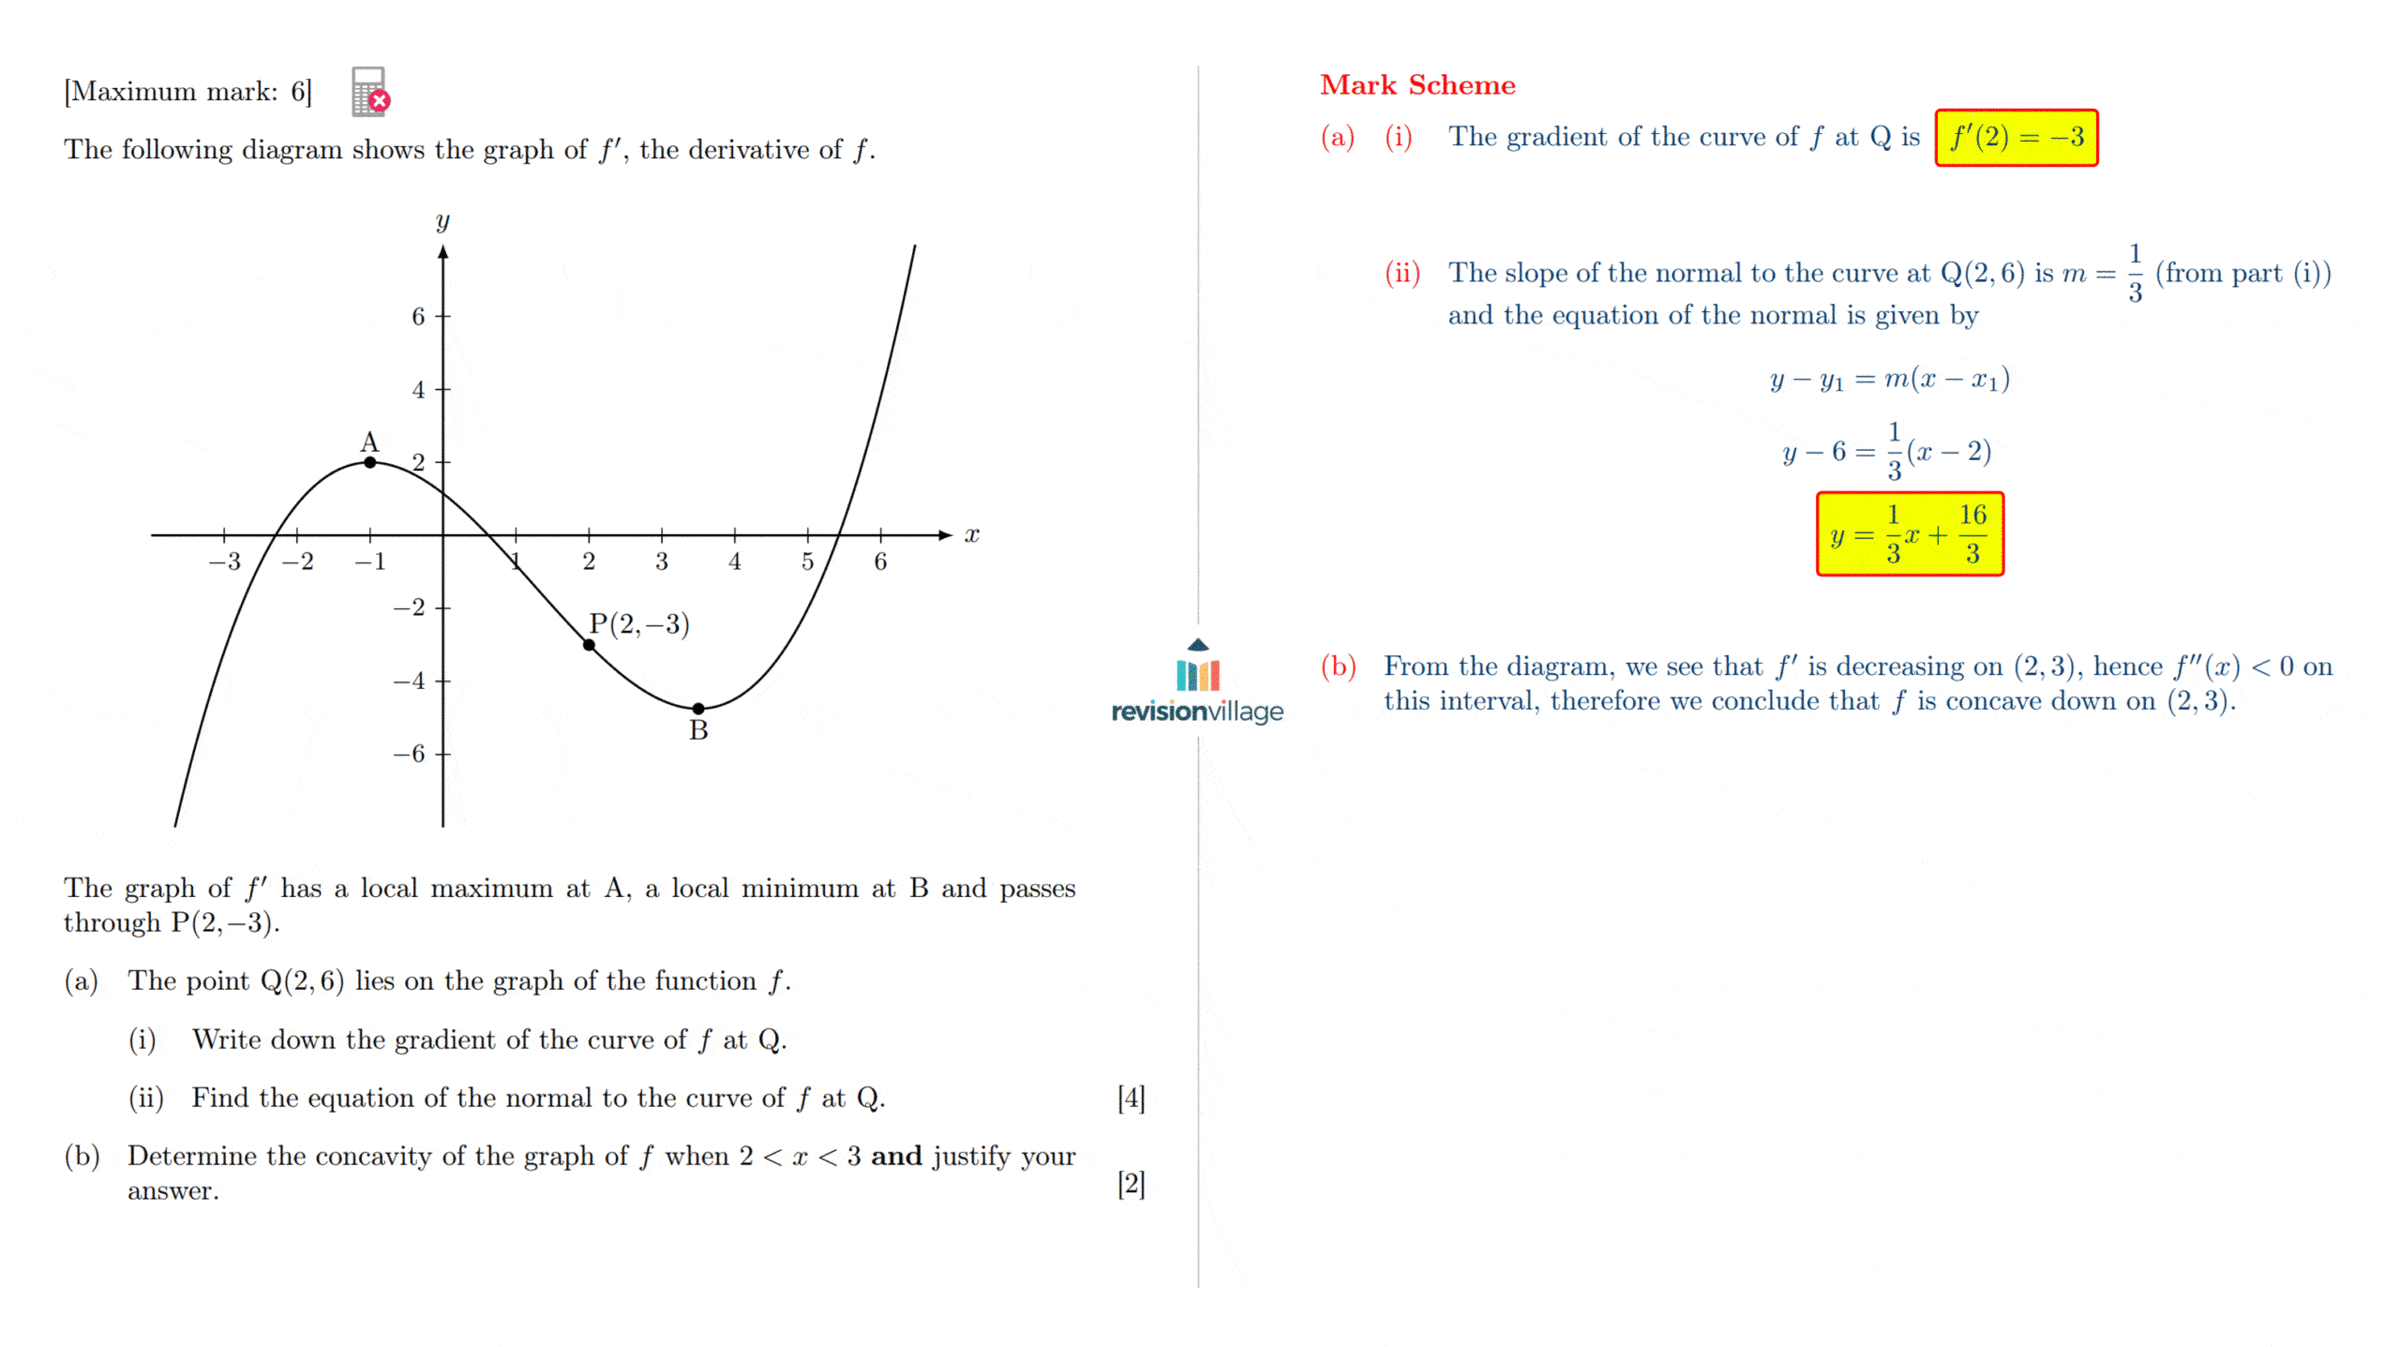 [Maximum mark: 6]
The following diagram shows the graph of f′, the derivative of f.
y
6
4
A
2
x
−3 −2 −1 1 2 3 4 5 6
−2
P(2,−3)
−4
B
−6
The graph of f′ has a local maximum at A, a local minimum at B and passes
through P(2,−3).
(a) The point Q(2, 6) lies on the graph of the function f.
(i) Write down the gradient of the curve of f at Q.
(ii) Find the equation of the normal to the curve of f at Q. [4]
(b) Determine the concavity of the graph of f when 2 < x < 3 and justify your
answer. [2]
revisionvillage
Mark Scheme
(a) (i) The gradient of the curve of f at Q is f′(2) = −3
(ii) The slope of the normal to the curve at Q(2, 6) is m = 1/3 (from part (i))
and the equation of the normal is given by
y − y₁ = m(x − x₁)
y − 6 = 1/3(x − 2)
y = 1/3x + 16/3
(b) From the diagram, we see that f′ is decreasing on (2, 3), hence f″(x) < 0 on
this interval, therefore we conclude that f is concave down on (2, 3).